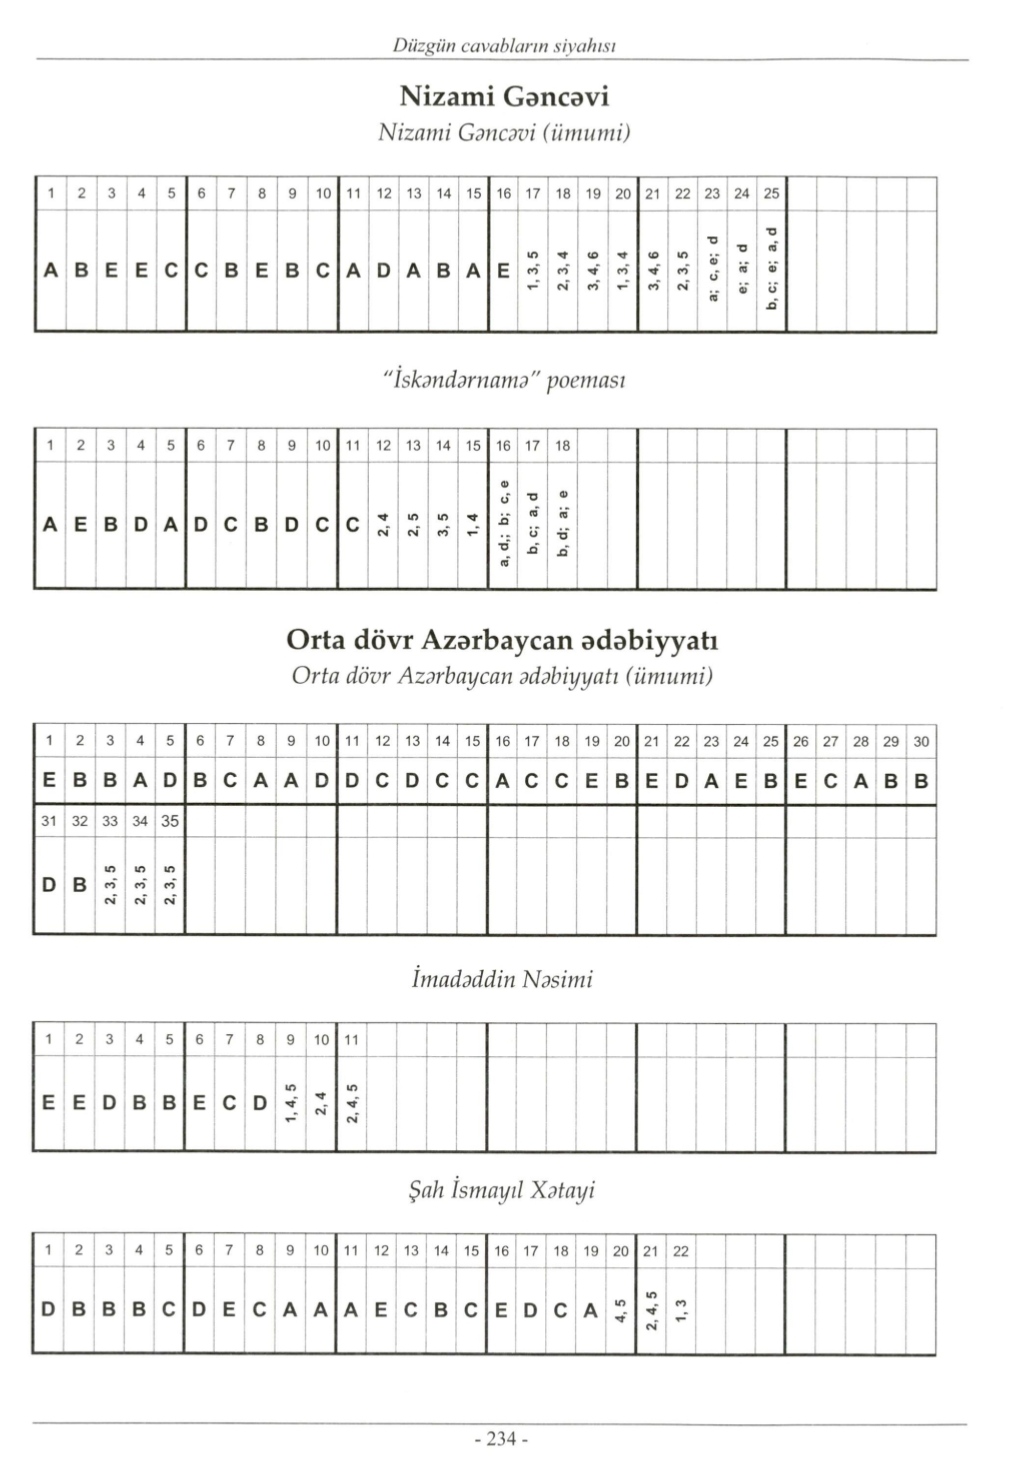 Düzgün cavabların siyahısı
Nizami Gəncəvi
Nizami Gəncəvi (ümumi)
1 2 3 4 5 6 7 8 9 10 11 12 13 14 15 16 17 18 19 20 21 22 23 24 25
A B E E C C B E B C A D A B A E 1, 3, 5 2, 3, 4 3, 4, 6 1, 3, 4 3, 4, 6 2, 3, 5 a; c, e; d e; a; d b, c; e; a, d
“İskəndərnamə” poeması
1 2 3 4 5 6 7 8 9 10 11 12 13 14 15 16 17 18
A E B D A D C B D C C 2, 4 2, 5 3, 5 1, 4 a, d,; b; c, e b, c; a, d b, d; a; e
Orta dövr Azərbaycan ədəbiyyatı
Orta dövr Azərbaycan ədəbiyyatı (ümumi)
1 2 3 4 5 6 7 8 9 10 11 12 13 14 15 16 17 18 19 20 21 22 23 24 25 26 27 28 29 30
E B B A D B C A A D D C D C C A C C E B E D A E B E C A B B
31 32 33 34 35
D B 2, 3, 5 2, 3, 5 2, 3, 5
İmadəddin Nəsimi
1 2 3 4 5 6 7 8 9 10 11
E E D B B E C D 1, 4, 5 2, 4 2, 4, 5
Şah İsmayıl Xətayi
1 2 3 4 5 6 7 8 9 10 11 12 13 14 15 16 17 18 19 20 21 22
D B B B C D E C A A A E C B C E D C A 4, 5 2, 4, 5 1, 3
- 234 -